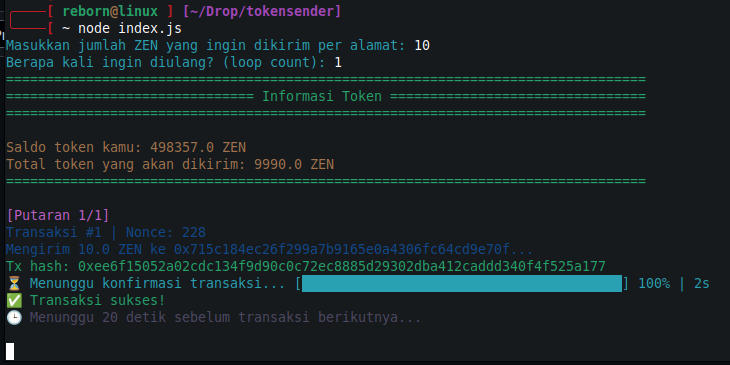 [ reborn@linux ] [~/Drop/tokensender]
[ ~ node index.js
Masukkan jumlah ZEN yang ingin dikirim per alamat: 10
Berapa kali ingin diulang? (loop count): 1
================================================================================
=============================== Informasi Token ================================
================================================================================
Saldo token kamu: 498357.0 ZEN
Total token yang akan dikirim: 9990.0 ZEN
================================================================================
[Putaran 1/1]
Transaksi #1 | Nonce: 228
Mengirim 10.0 ZEN ke 0x715c184ec26f299a7b9165e0a4306fc64cd9e70f...
Tx hash: 0xee6f15052a02cdc134f9d90c0c72ec8885d29302dba412caddd340f4f525a177
⏳ Menunggu konfirmasi transaksi... [████████████████████████████████████████] 100% | 2s
✅ Transaksi sukses!
🕒 Menunggu 20 detik sebelum transaksi berikutnya...